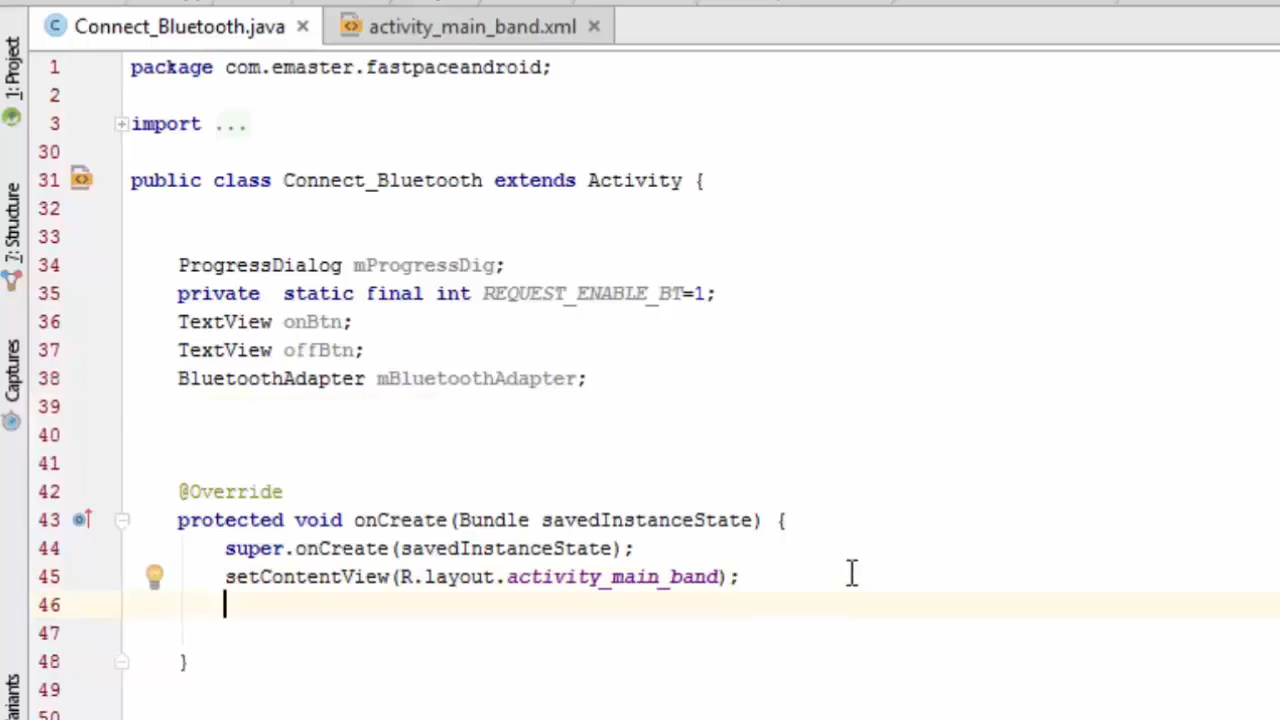 Connect_Bluetooth.java
activity_main_band.xml
1: Project
7: Structure
Captures
1 package com.emaster.fastpaceandroid;
2
3 import ...
30
31 public class Connect_Bluetooth extends Activity {
32
33
34 ProgressDialog mProgressDig;
35 private  static final int REQUEST_ENABLE_BT=1;
36 TextView onBtn;
37 TextView offBtn;
38 BluetoothAdapter mBluetoothAdapter;
39
40
41
42 @Override
43 protected void onCreate(Bundle savedInstanceState) {
44 super.onCreate(savedInstanceState);
45 setContentView(R.layout.activity_main_band);
46
47
48 }
49
50